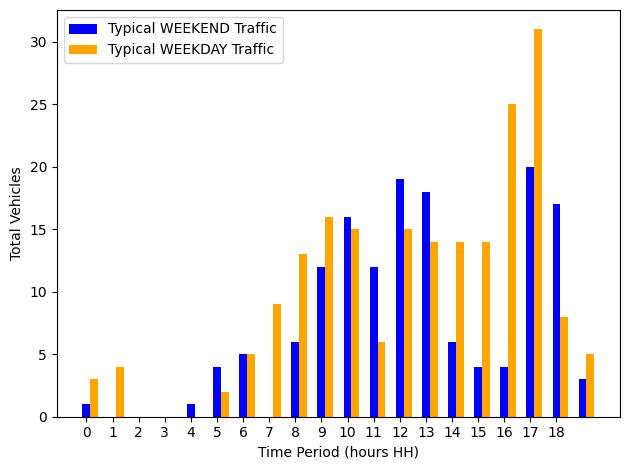 Typical WEEKEND Traffic
Typical WEEKDAY Traffic
Total Vehicles
30
25
20
15
10
5
0
0 1 2 3 4 5 6 7 8 9 10 11 12 13 14 15 16 17 18
Time Period (hours HH)